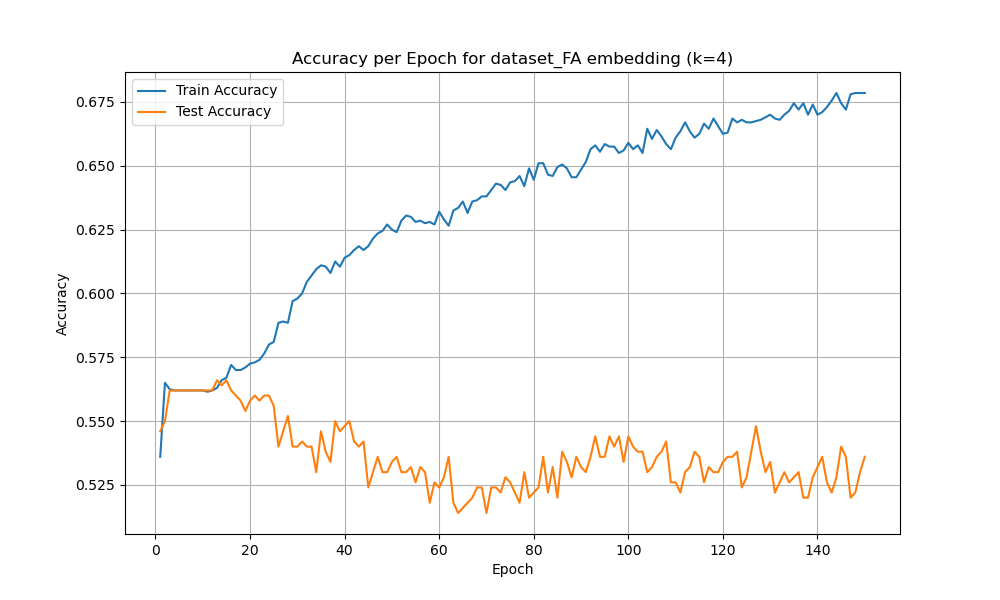 Accuracy per Epoch for dataset_FA embedding (k=4)
Train Accuracy
Test Accuracy
Accuracy
0.675
0.650
0.625
0.600
0.575
0.550
0.525
0 20 40 60 80 100 120 140
Epoch